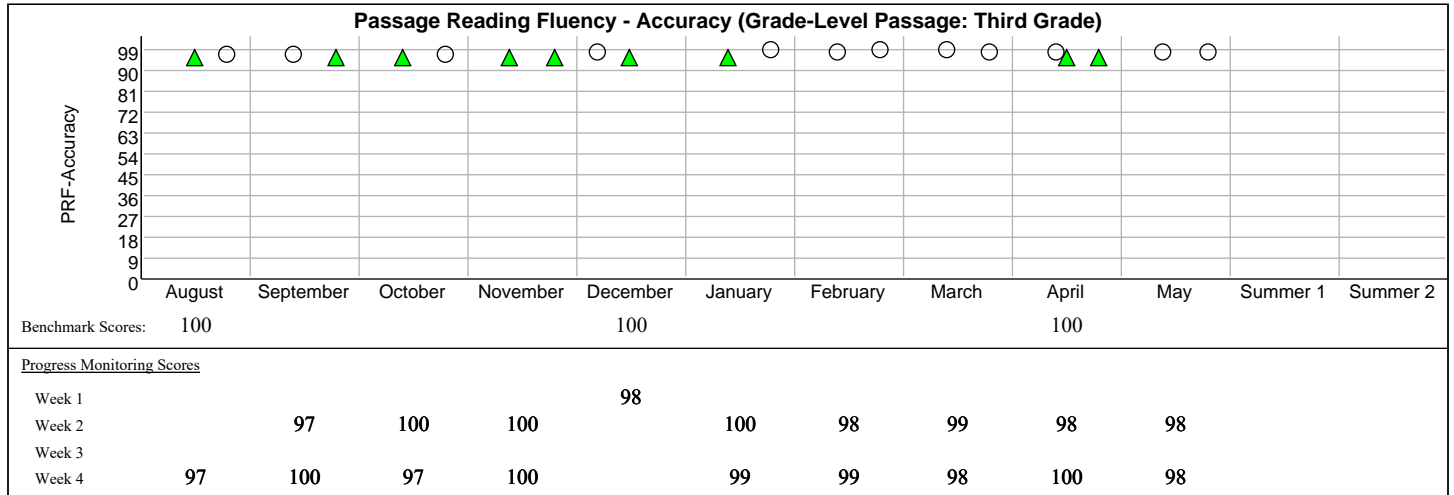 Passage Reading Fluency - Accuracy (Grade-Level Passage: Third Grade)
PRF-Accuracy
99
90
81
72
63
54
45
36
27
18
9
0
August September October November December January February March April May Summer 1 Summer 2
Benchmark Scores: 100 100 100
Progress Monitoring Scores
Week 1 98
Week 2 97 100 100 100 98 99 98 98
Week 3
Week 4 97 100 97 100 99 99 98 100 98